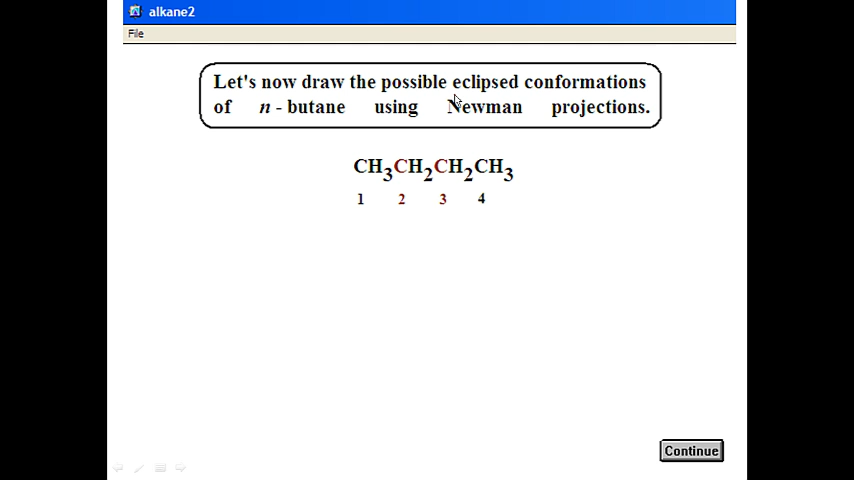 alkane2
File
Let's now draw the possible eclipsed conformations
of n - butane using Newman projections.
CH₃CH₂CH₂CH₃
1 2 3 4
Continue